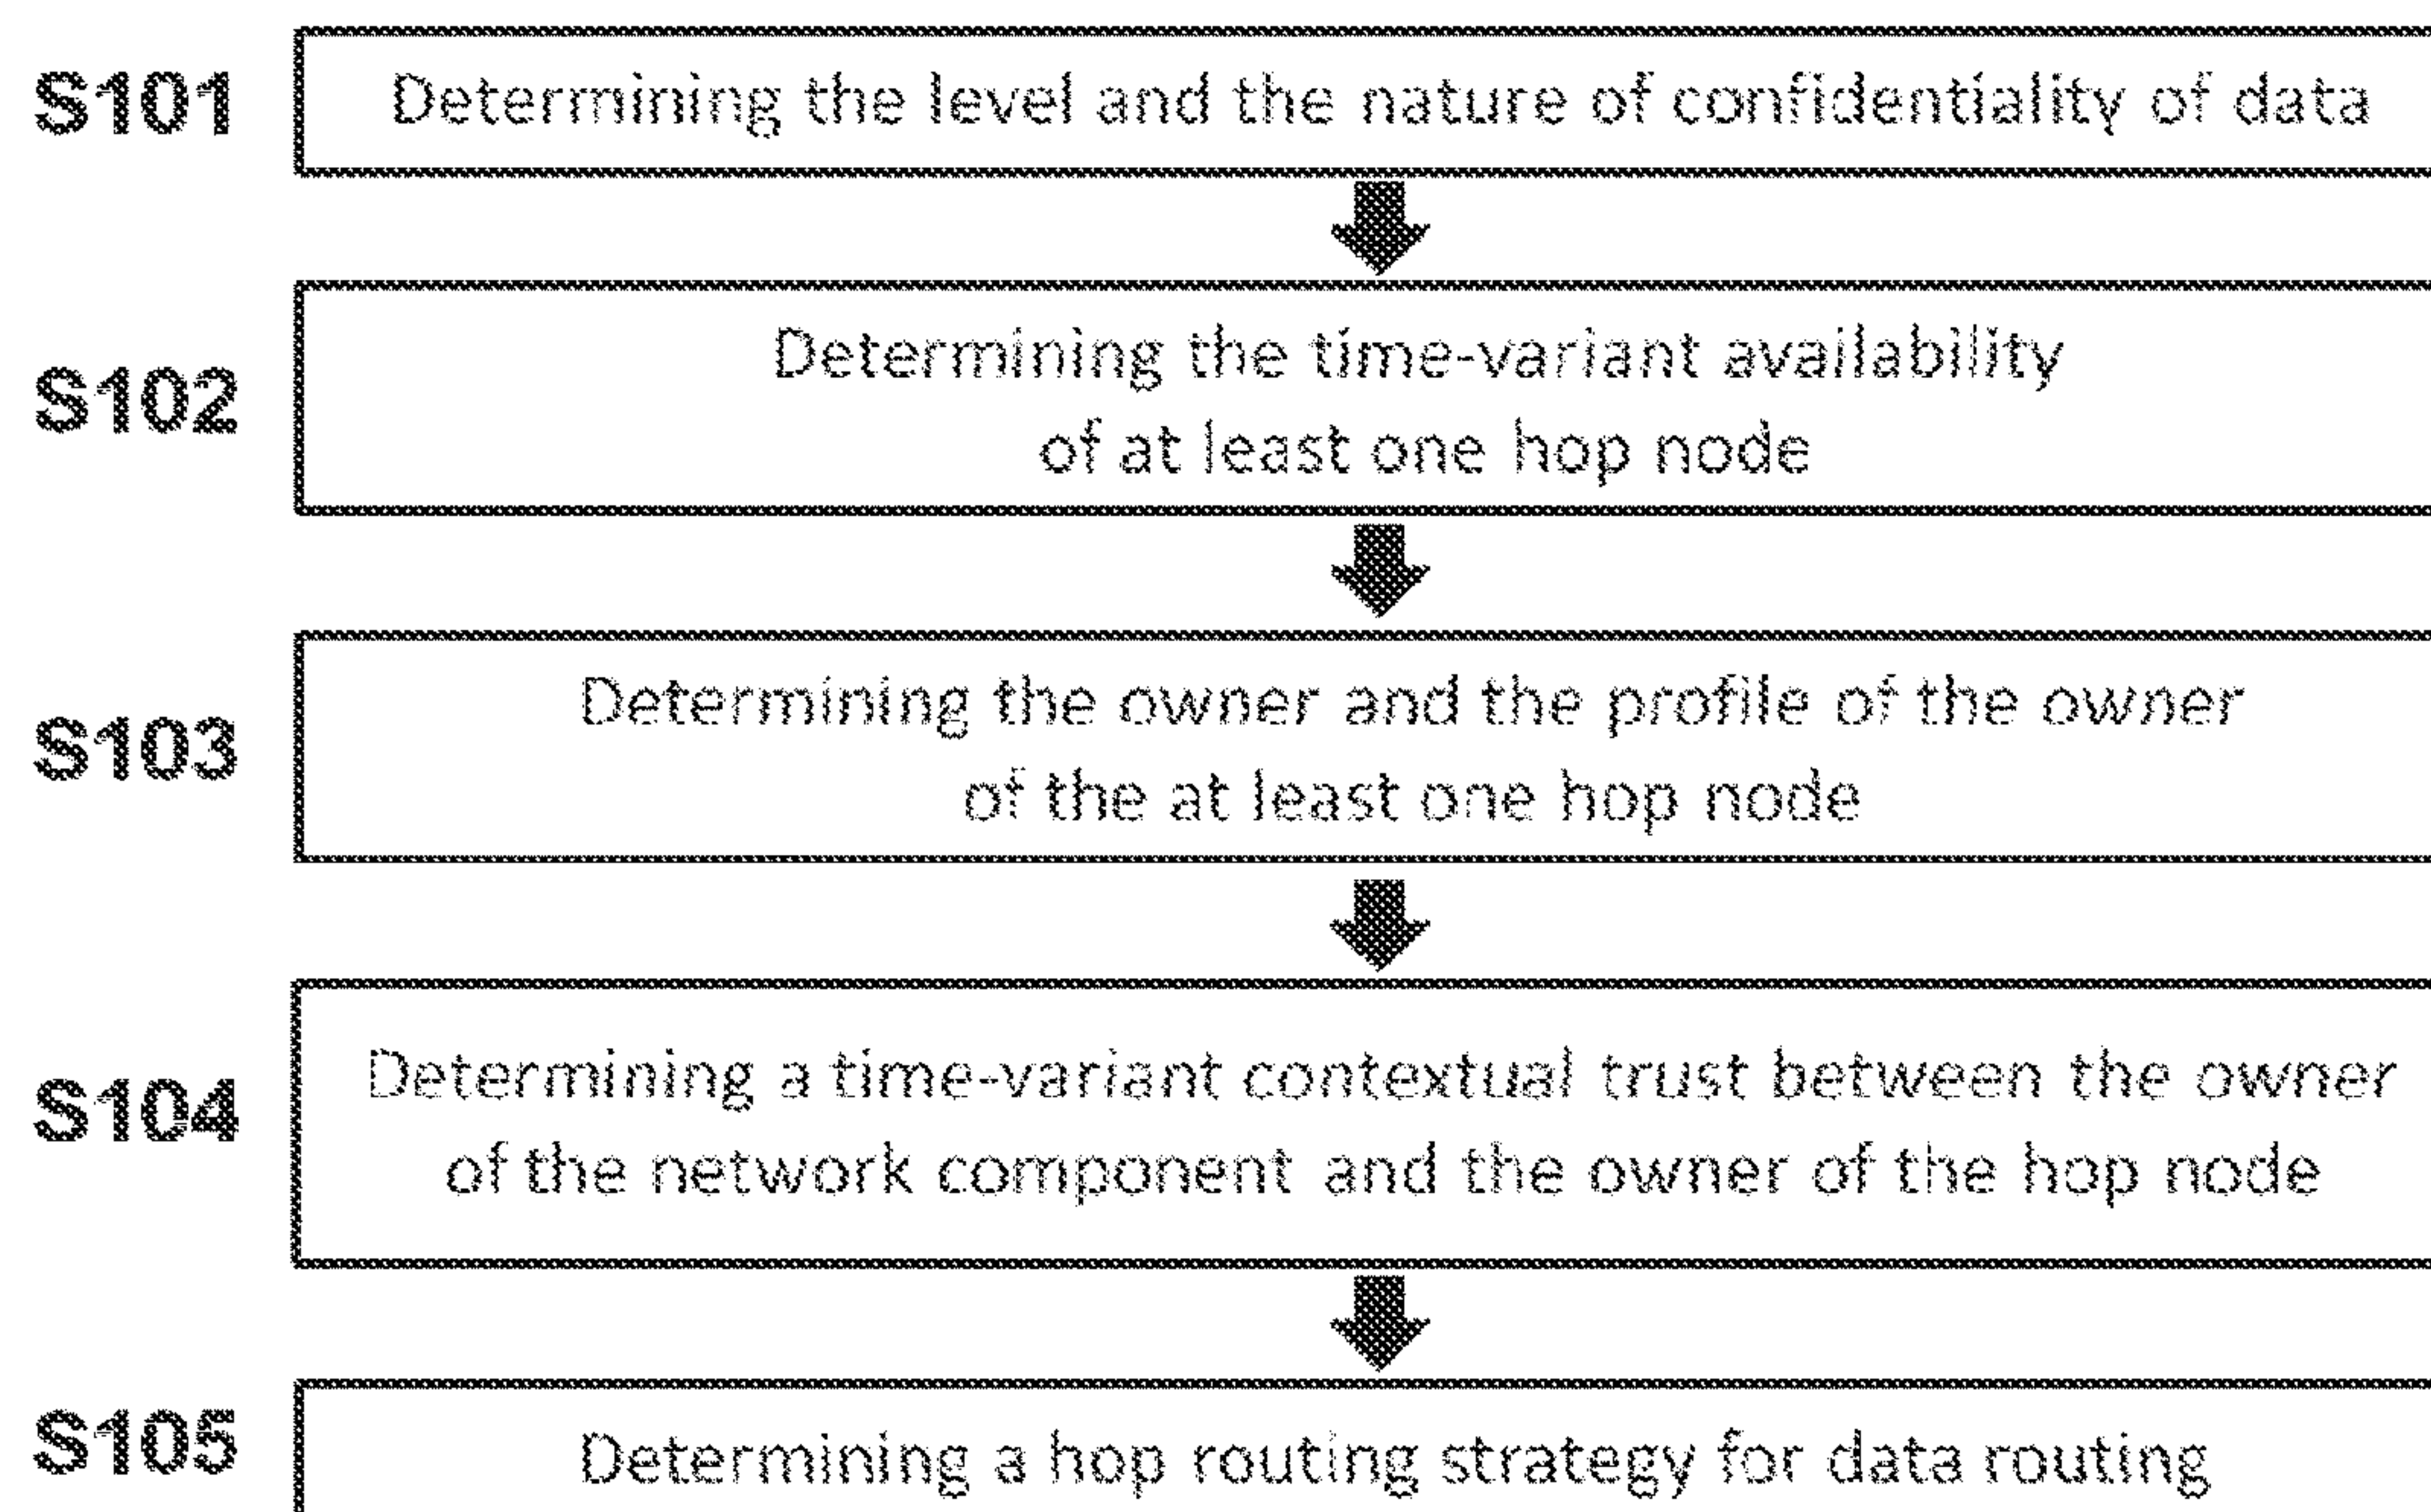 S101
Determining the level and the nature of confidentiality of data
S102
Determining the time-variant availability
of at least one hop node
S103
Determining the owner and the profile of the owner
of the at least one hop node
S104
Determining a time-variant contextual trust between the owner
of the network component and the owner of the hop node
S105
Determining a hop routing strategy for data routing